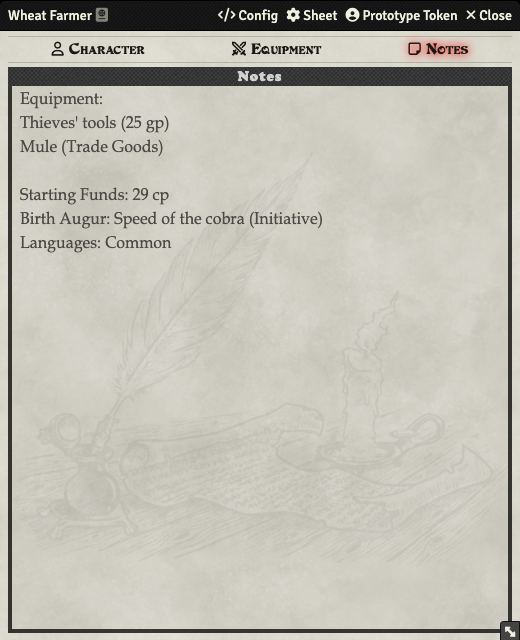 Wheat Farmer Config Sheet Prototype Token Close
Character Equipment Notes
Notes
Equipment:
Thieves' tools (25 gp)
Mule (Trade Goods)
Starting Funds: 29 cp
Birth Augur: Speed of the cobra (Initiative)
Languages: Common